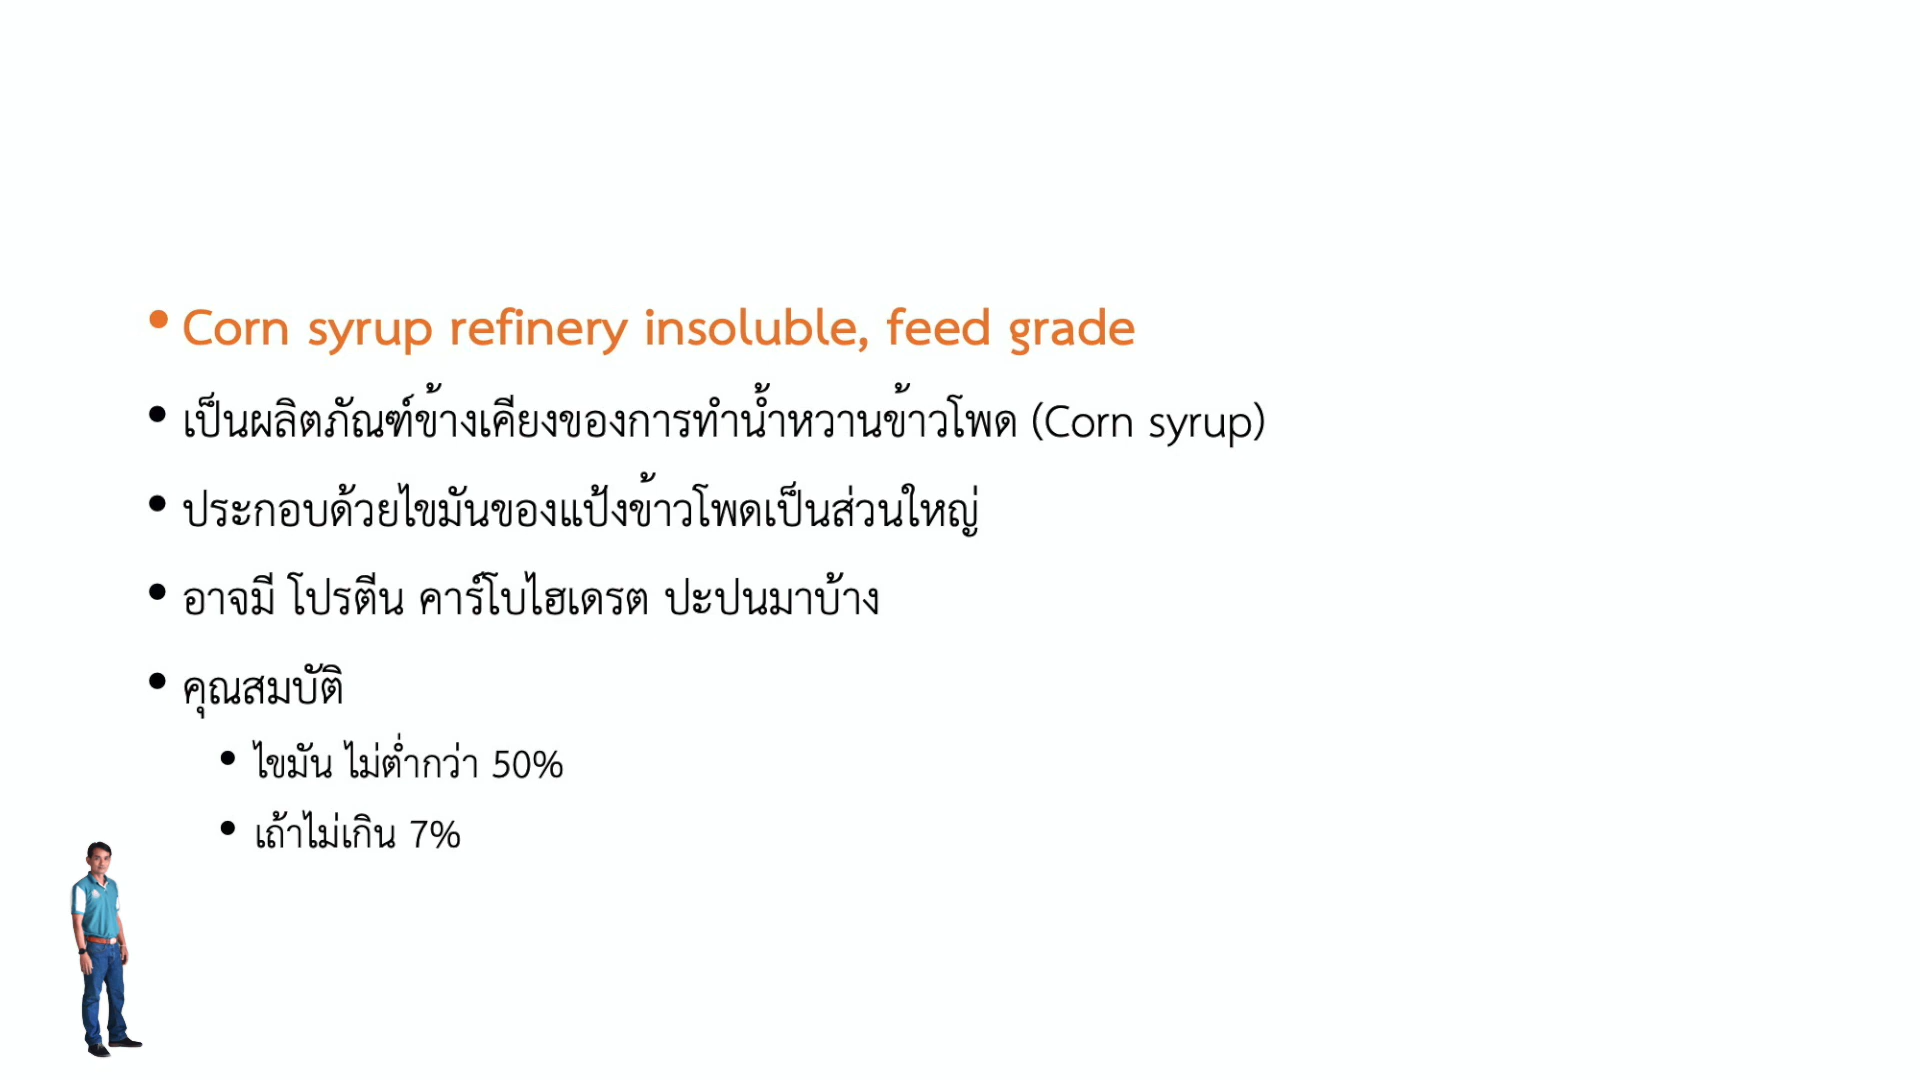 • Corn syrup refinery insoluble, feed grade
• เป็นผลิตภัณฑ์ข้างเคียงของการทำน้ำหวานข้าวโพด (Corn syrup)
• ประกอบด้วยไขมันของแป้งข้าวโพดเป็นส่วนใหญ่
• อาจมี โปรตีน คาร์โบไฮเดรต ปะปนมาบ้าง
• คุณสมบัติ
• ไขมัน ไม่ต่ำกว่า 50%
• เถ้าไม่เกิน 7%